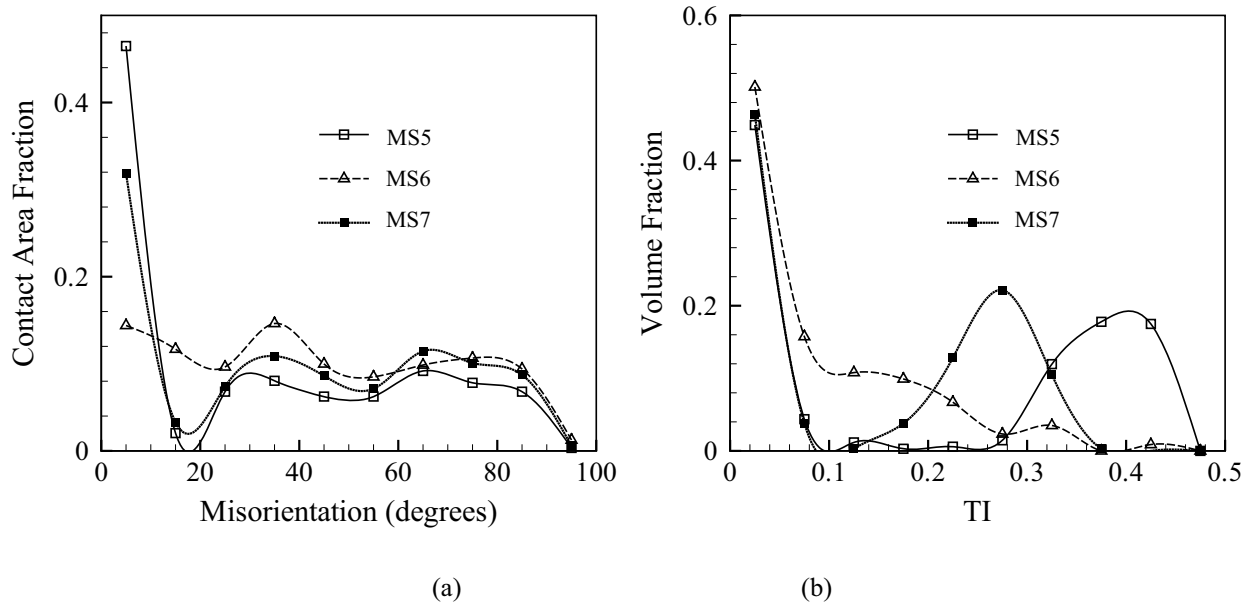 Contact Area Fraction
0.4
0.2
0
0
20
40
60
80
100
Misorientation (degrees)
MS5
MS6
MS7
(a)
Volume Fraction
0.6
0.4
0.2
0
0
0.1
0.2
0.3
0.4
0.5
TI
MS5
MS6
MS7
(b)